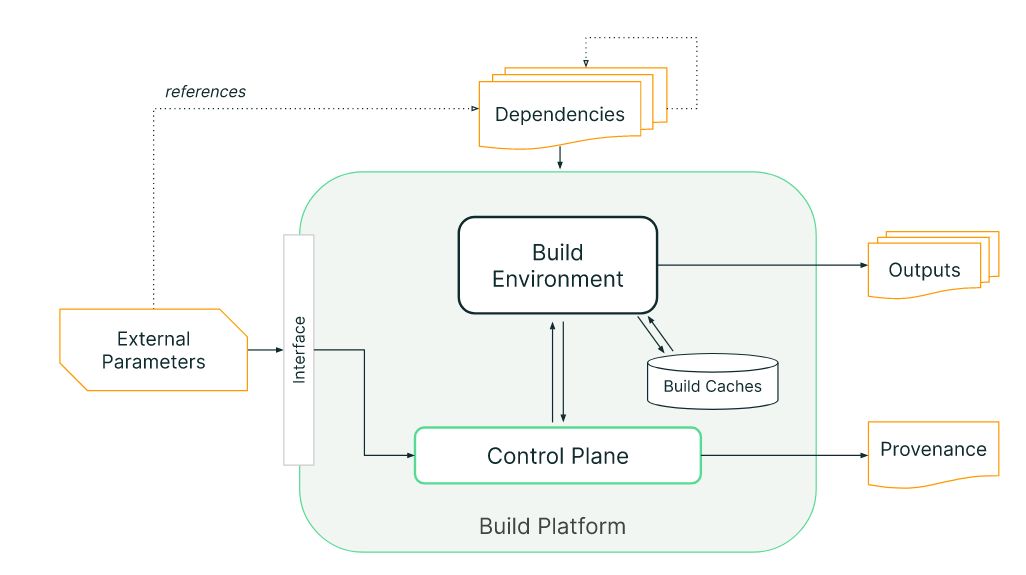 references
Dependencies
Build
Environment
Outputs
External
Parameters
Interface
Build Caches
Control Plane
Provenance
Build Platform